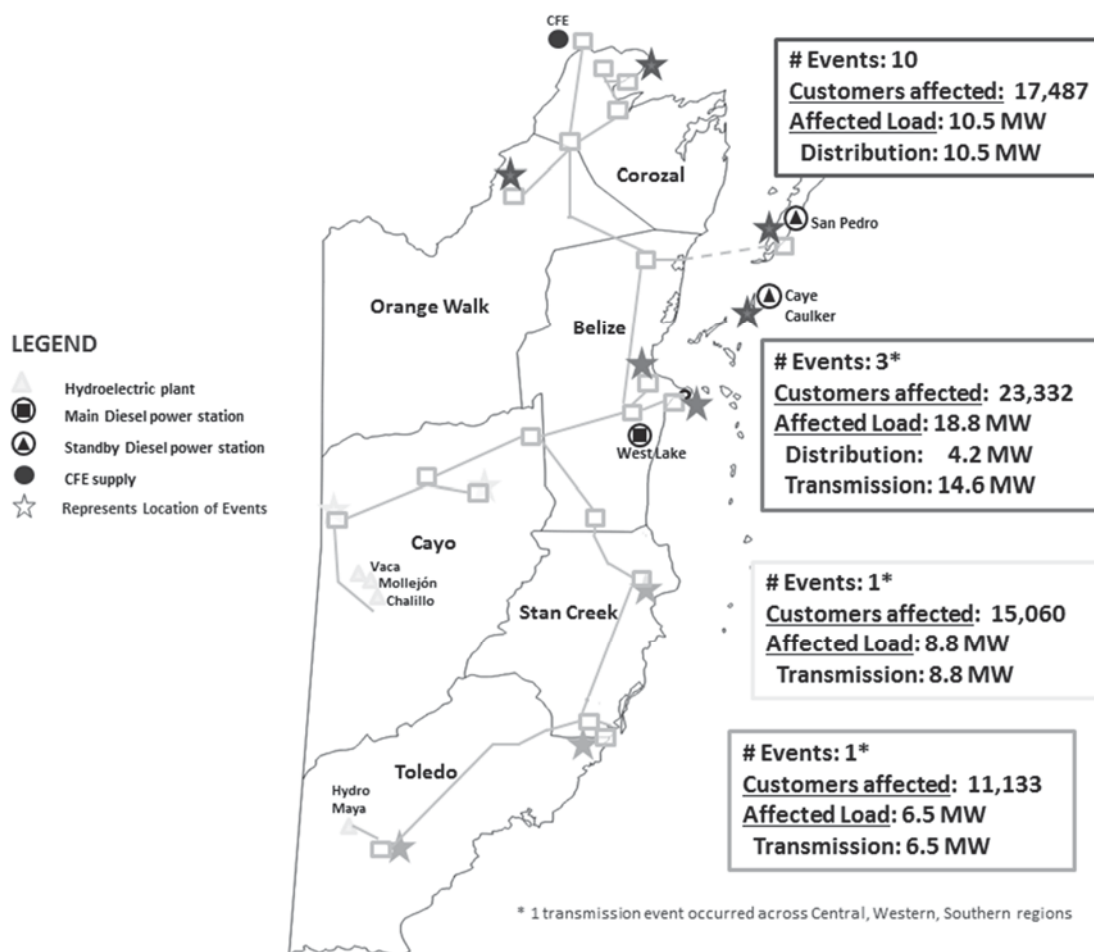 CFE
# Events: 10
Customers affected: 17,487
Affected Load: 10.5 MW
Distribution: 10.5 MW
Corozal
San Pedro
Orange Walk
Caye
Caulker
Belize
LEGEND
Hydroelectric plant
Main Diesel power station
Standby Diesel power station
CFE supply
Represents Location of Events
# Events: 3*
Customers affected: 23,332
Affected Load: 18.8 MW
Distribution: 4.2 MW
Transmission: 14.6 MW
West Lake
Cayo
Vaca
Mollejón
Chalillo
Stan Creek
# Events: 1*
Customers affected: 15,060
Affected Load: 8.8 MW
Transmission: 8.8 MW
Toledo
Hydro
Maya
# Events: 1*
Customers affected: 11,133
Affected Load: 6.5 MW
Transmission: 6.5 MW
* 1 transmission event occurred across Central, Western, Southern regions